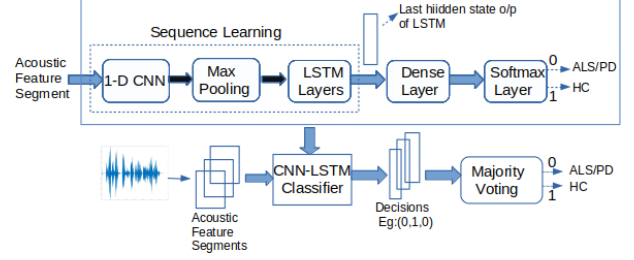 Sequence Learning
Last hiidden state o/p
of LSTM
Acoustic
Feature
Segment
1-D CNN
Max
Pooling
LSTM
Layers
Dense
Layer
Softmax
Layer
0
ALS/PD
1
HC
Acoustic
Feature
Segments
CNN-LSTM
Classifier
Decisions
Eg:(0,1,0)
Majority
Voting
0
ALS/PD
1
HC